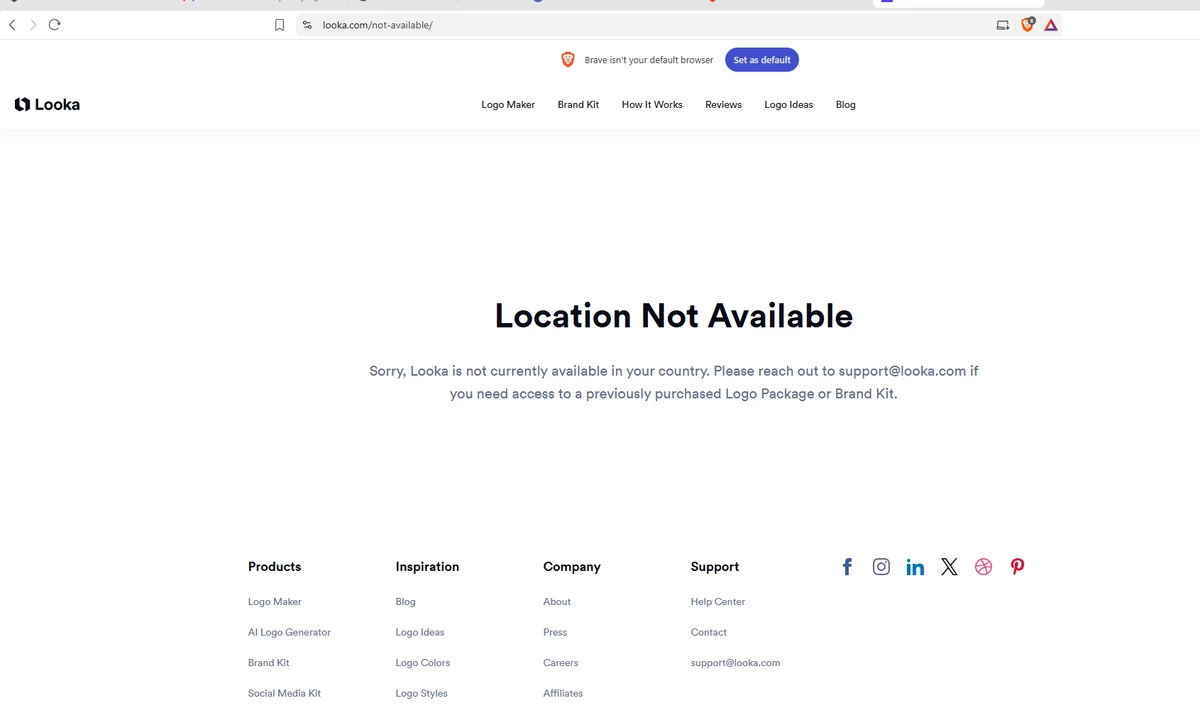 looka.com/not-available/
Brave isn't your default browser
Set as default
Looka
Logo Maker
Brand Kit
How It Works
Reviews
Logo Ideas
Blog
Location Not Available
Sorry, Looka is not currently available in your country. Please reach out to support@looka.com if
you need access to a previously purchased Logo Package or Brand Kit.
Products
Logo Maker
AI Logo Generator
Brand Kit
Social Media Kit
Inspiration
Blog
Logo Ideas
Logo Colors
Logo Styles
Company
About
Press
Careers
Affiliates
Support
Help Center
Contact
support@looka.com